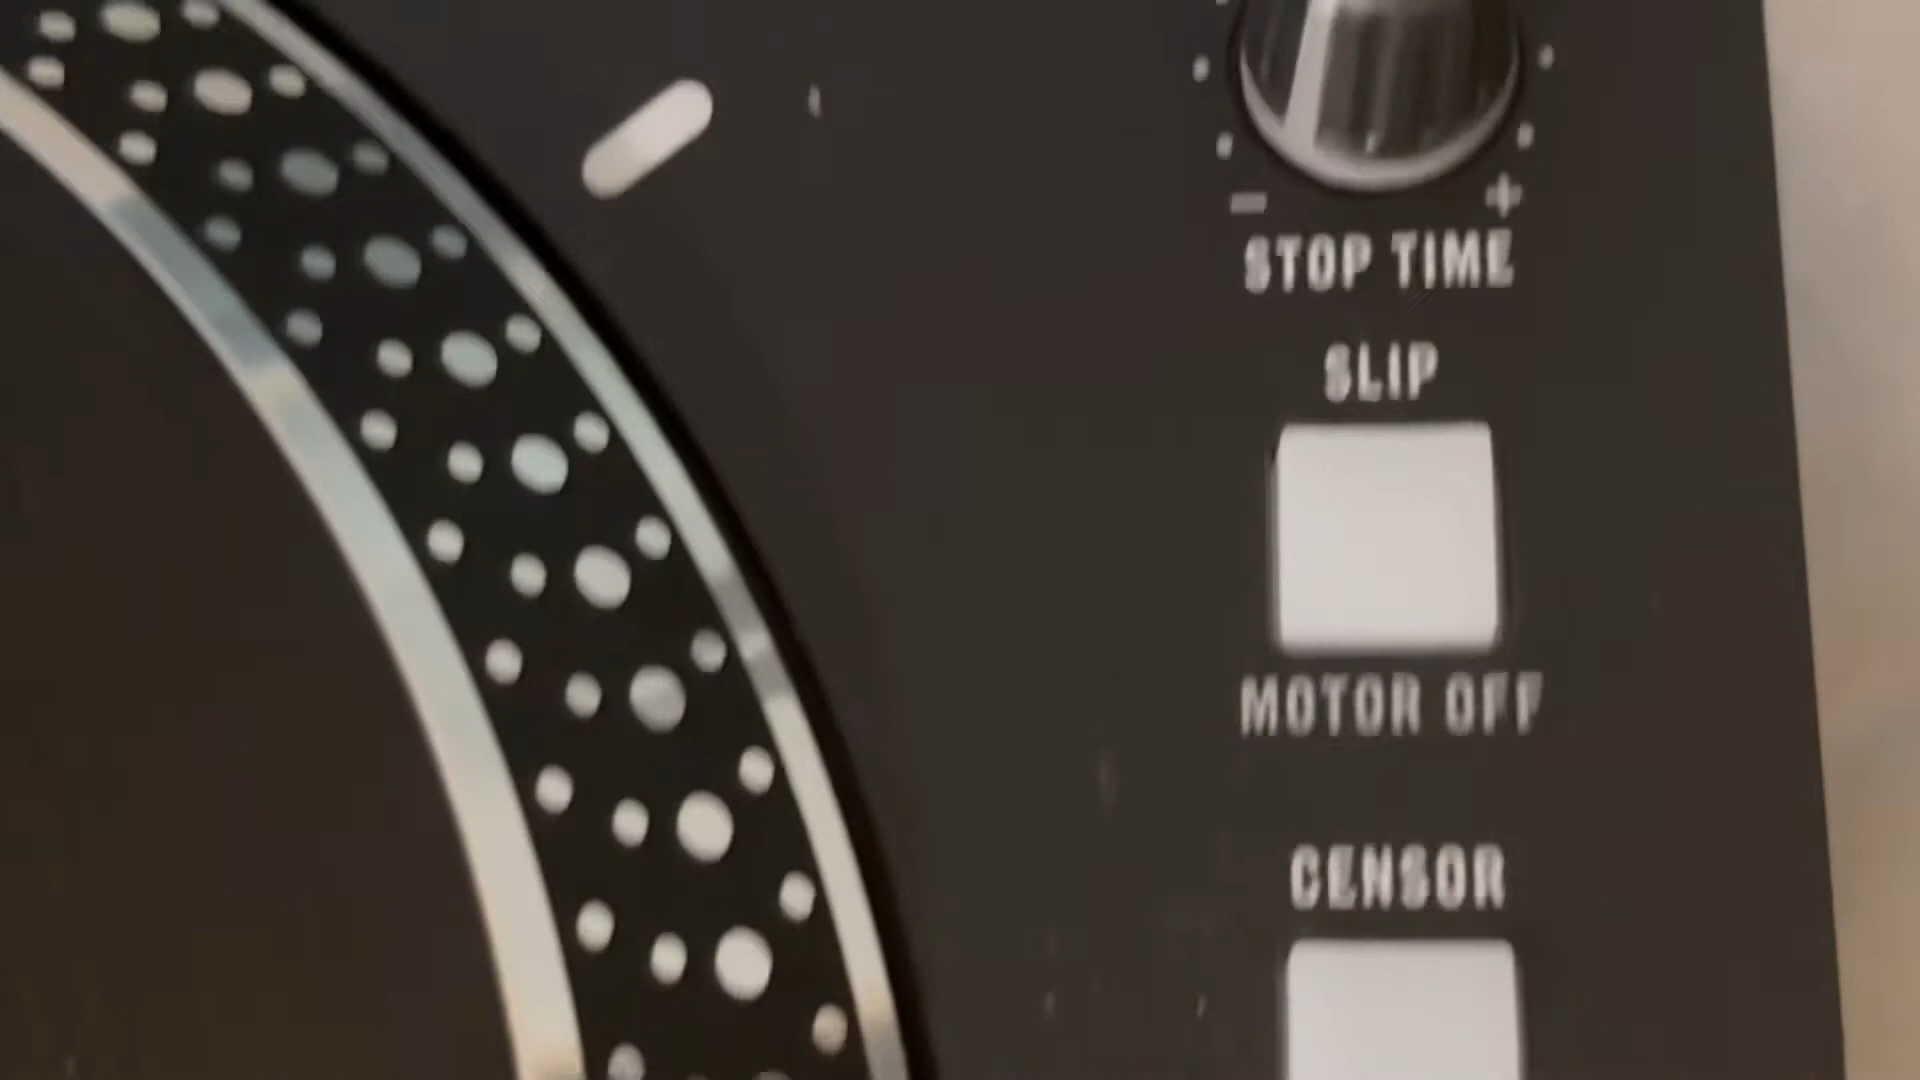 − +
STOP TIME
SLIP
MOTOR OFF
CENSOR